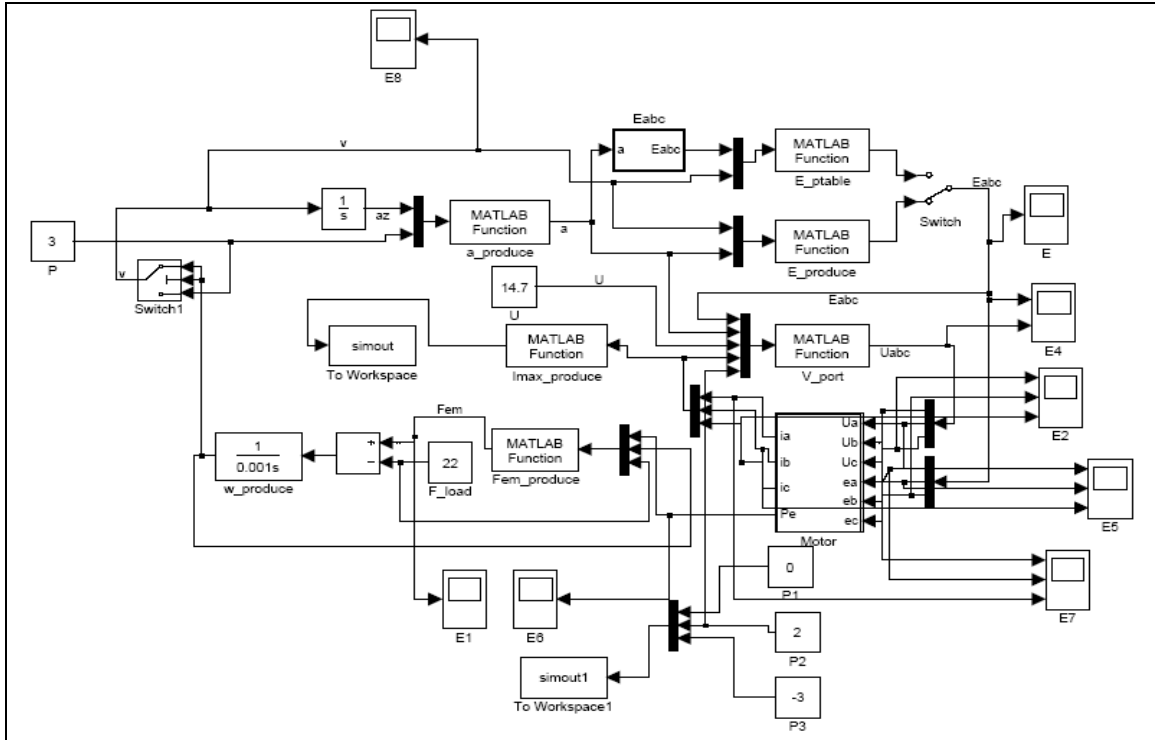 E8
Eabc
a
Eabc
MATLAB
Function
E_ptable
v
Eabc
1
s
az
MATLAB
Function
a_produce
a
Switch
E
3
P
v
MATLAB
Function
E_produce
Switch1
14.7
U
U
Eabc
E4
simout
To Workspace
MATLAB
Function
Imax_produce
MATLAB
Function
V_port
Uabc
E2
Fem
ia
ib
ic
Pe
Ua
Ub
Uc
ea
eb
ec
Motor
1
0.001s
w_produce
+
−
22
F_load
MATLAB
Function
Fem_produce
E5
0
P1
E1
E6
E7
2
P2
simout1
To Workspace1
-3
P3